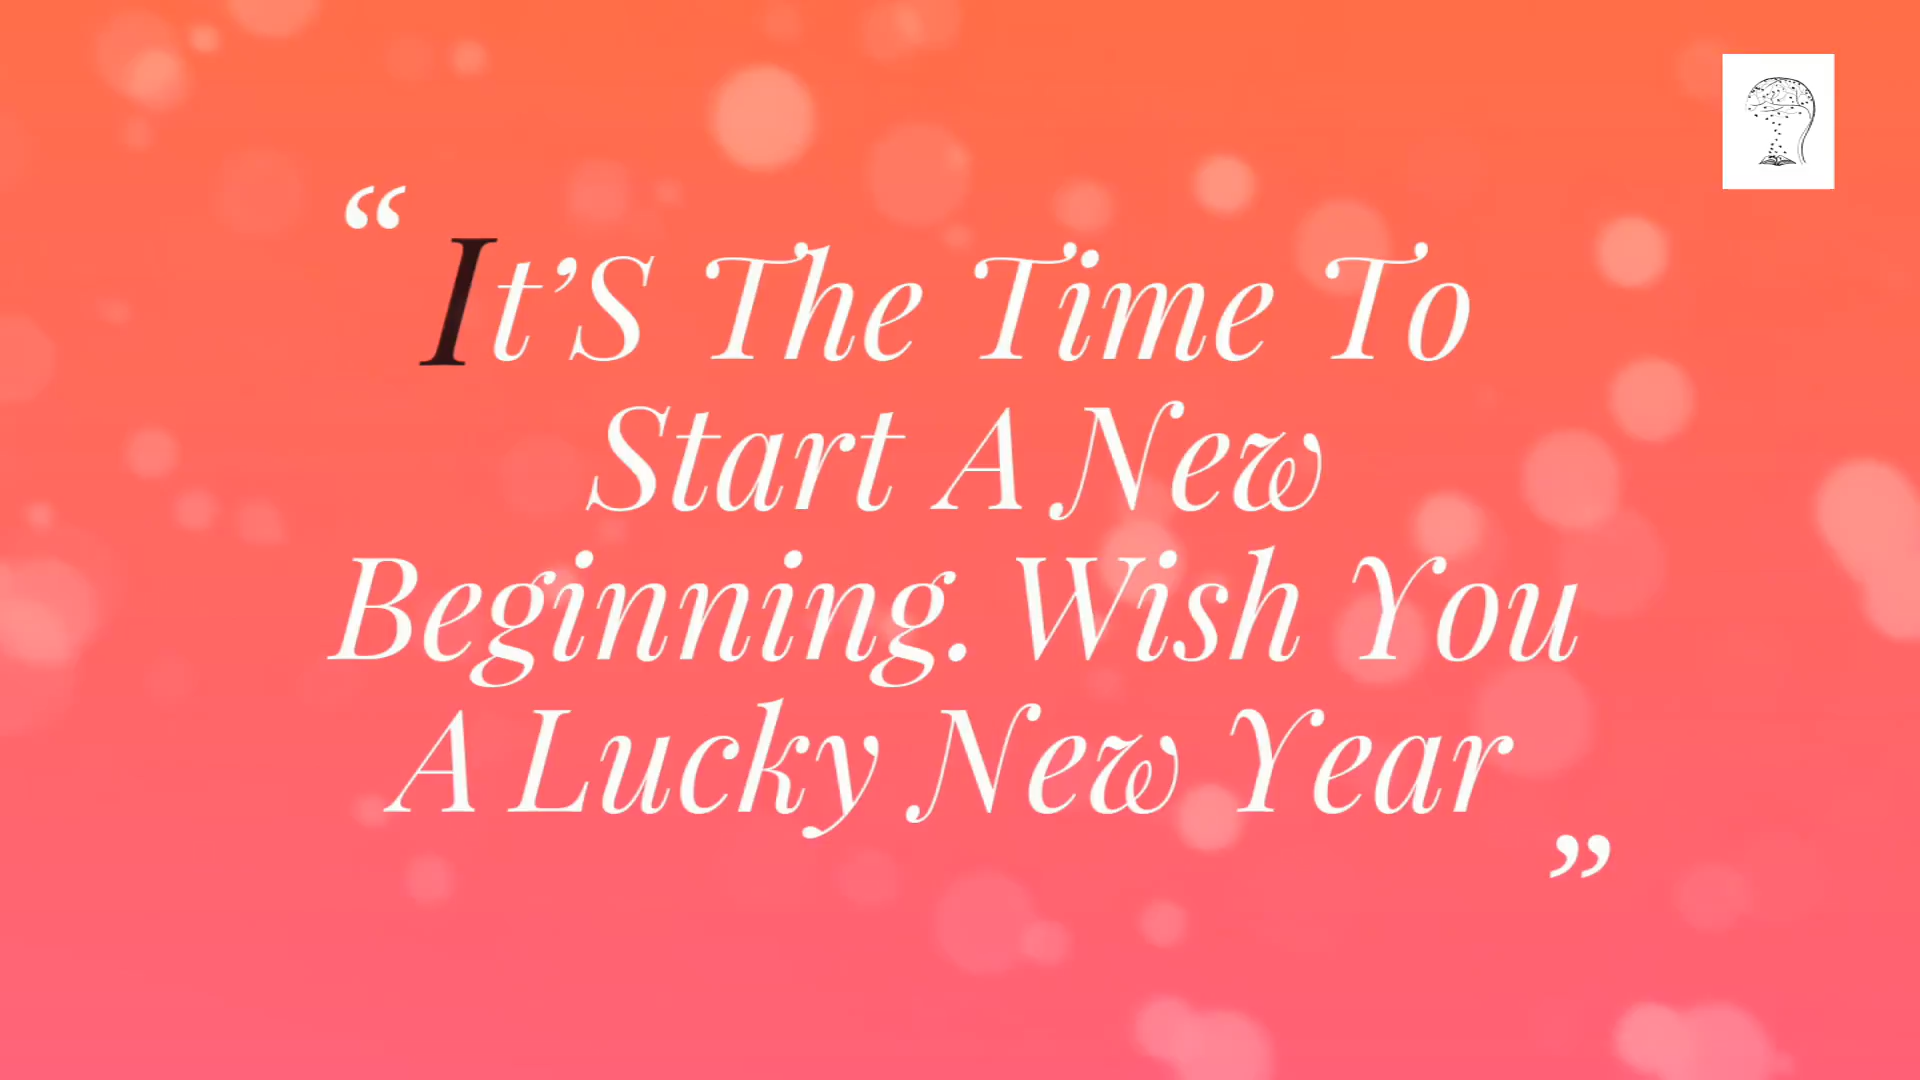 “It’S The Time To
Start A New
Beginning. Wish You
A Lucky New Year”